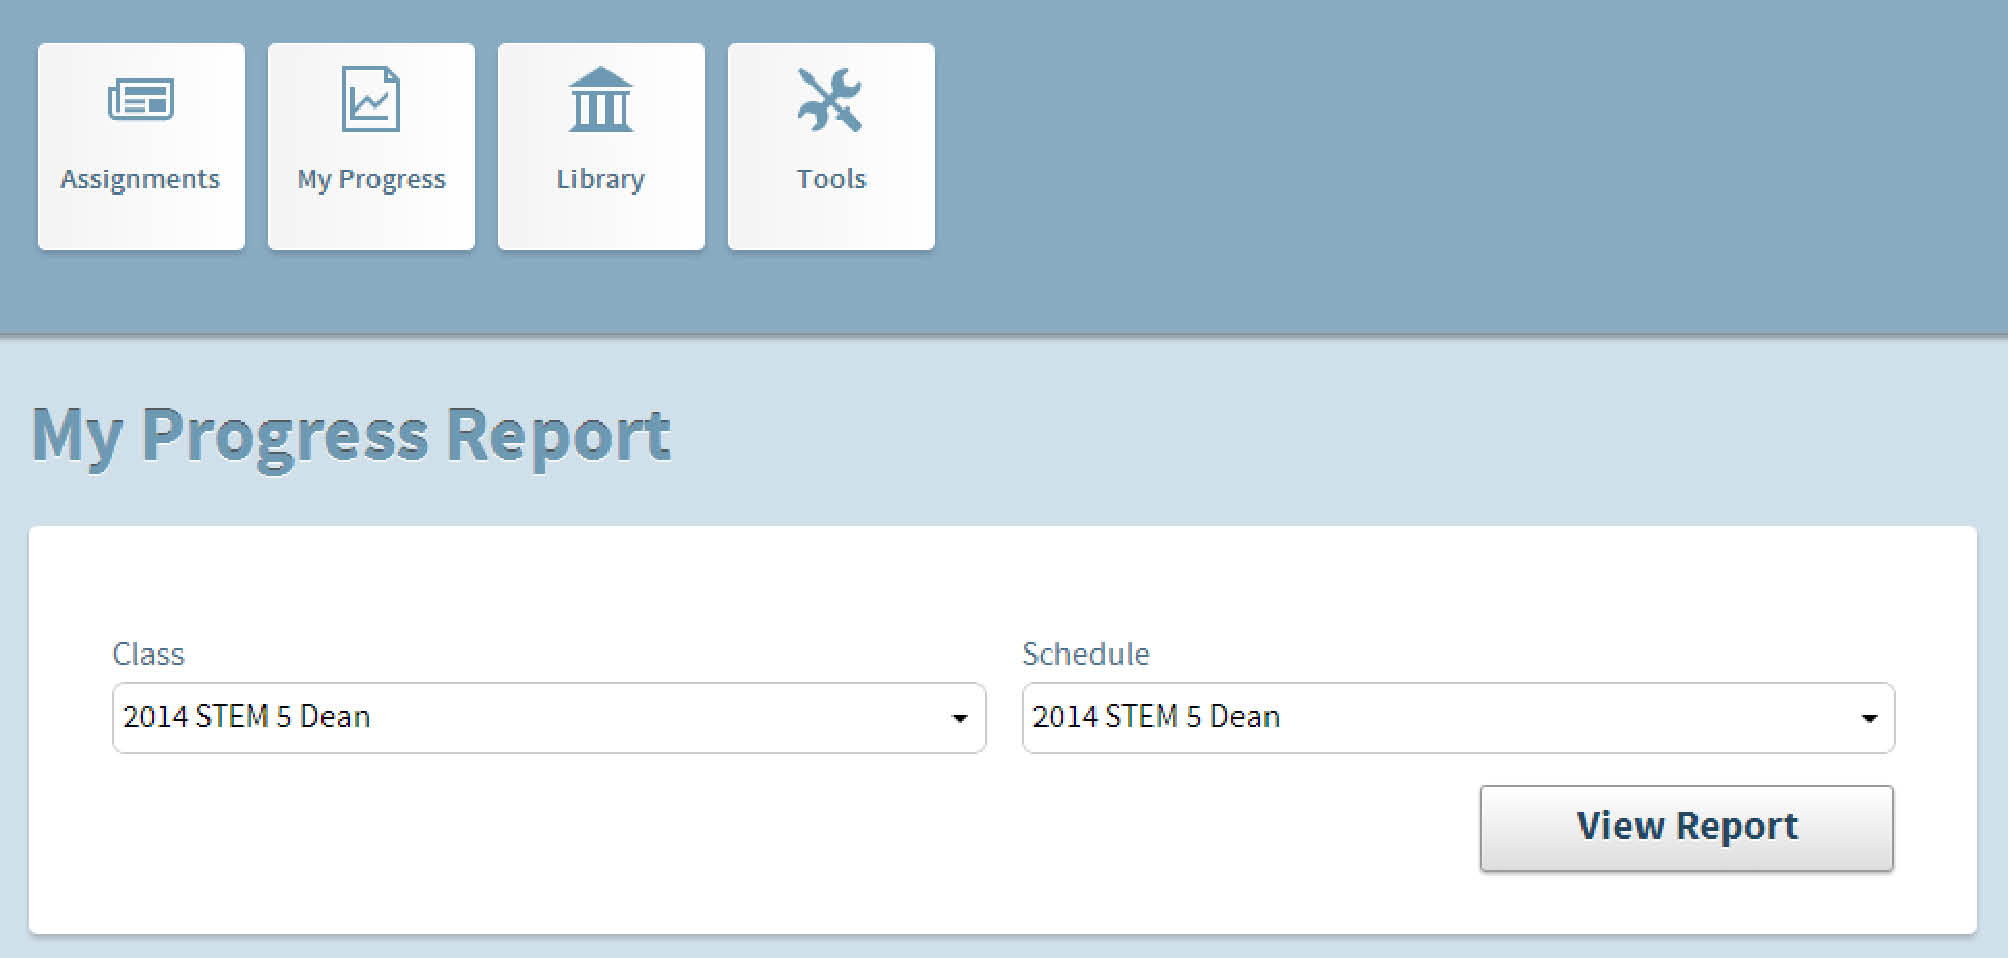 Assignments My Progress Library Tools
My Progress Report
Class Schedule
2014 STEM 5 Dean 2014 STEM 5 Dean
View Report